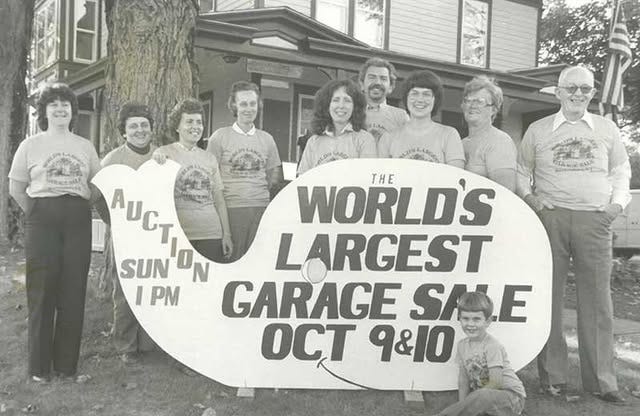 AUCTION
SUN
1 PM
THE
WORLD'S
LARGEST
GARAGE SALE
OCT 9&10